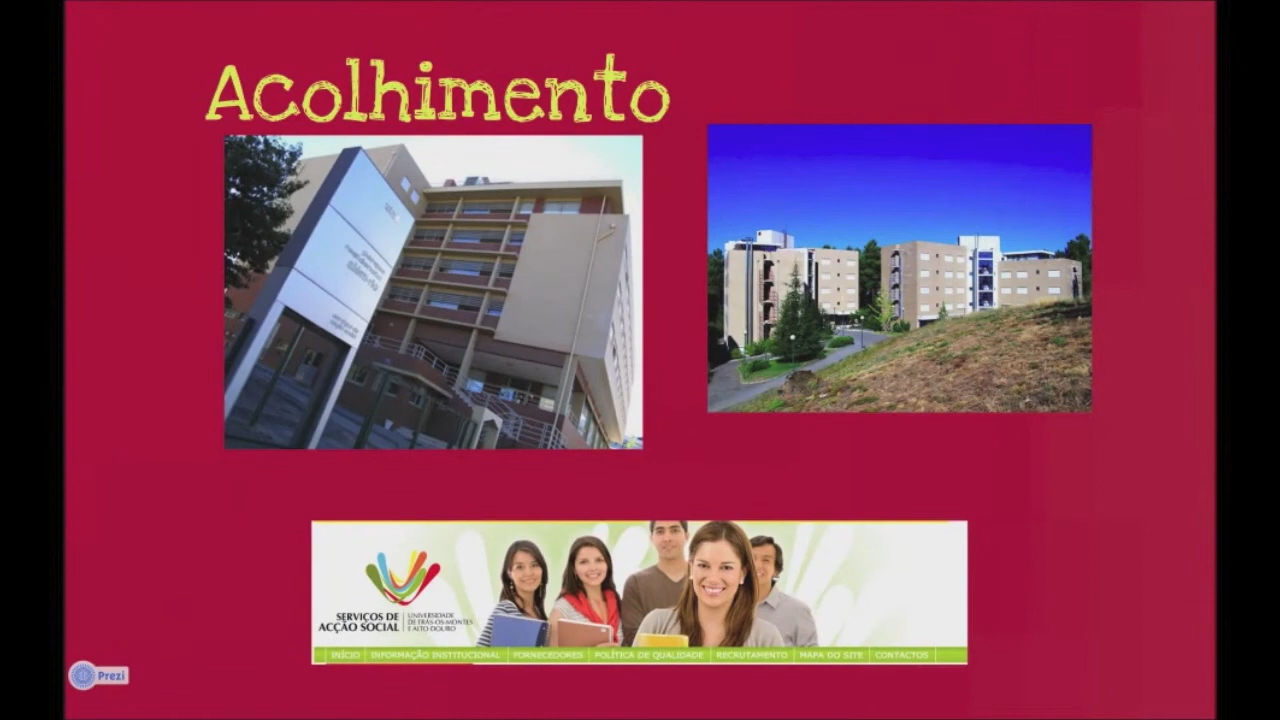 Acolhimento
SERVIÇOS DE
ACÇÃO SOCIAL
UNIVERSIDADE
DE TRÁS-OS-MONTES
E ALTO DOURO
INÍCIO INFORMAÇÃO INSTITUCIONAL FORNECEDORES POLÍTICA DE QUALIDADE RECRUTAMENTO MAPA DO SITE CONTACTOS
Prezi